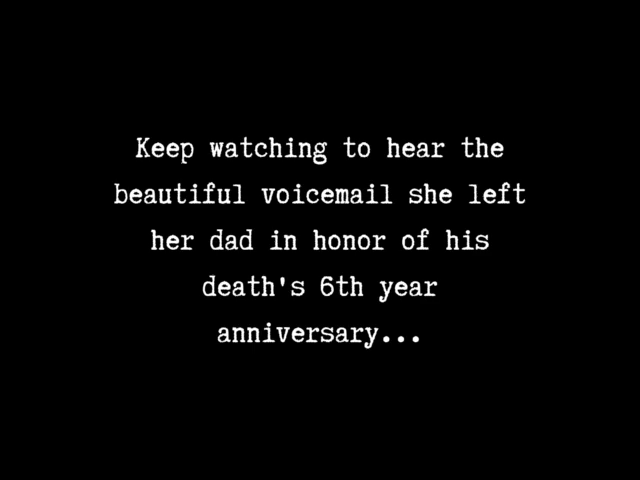 Keep watching to hear the
beautiful voicemail she left
her dad in honor of his
death's 6th year
anniversary...